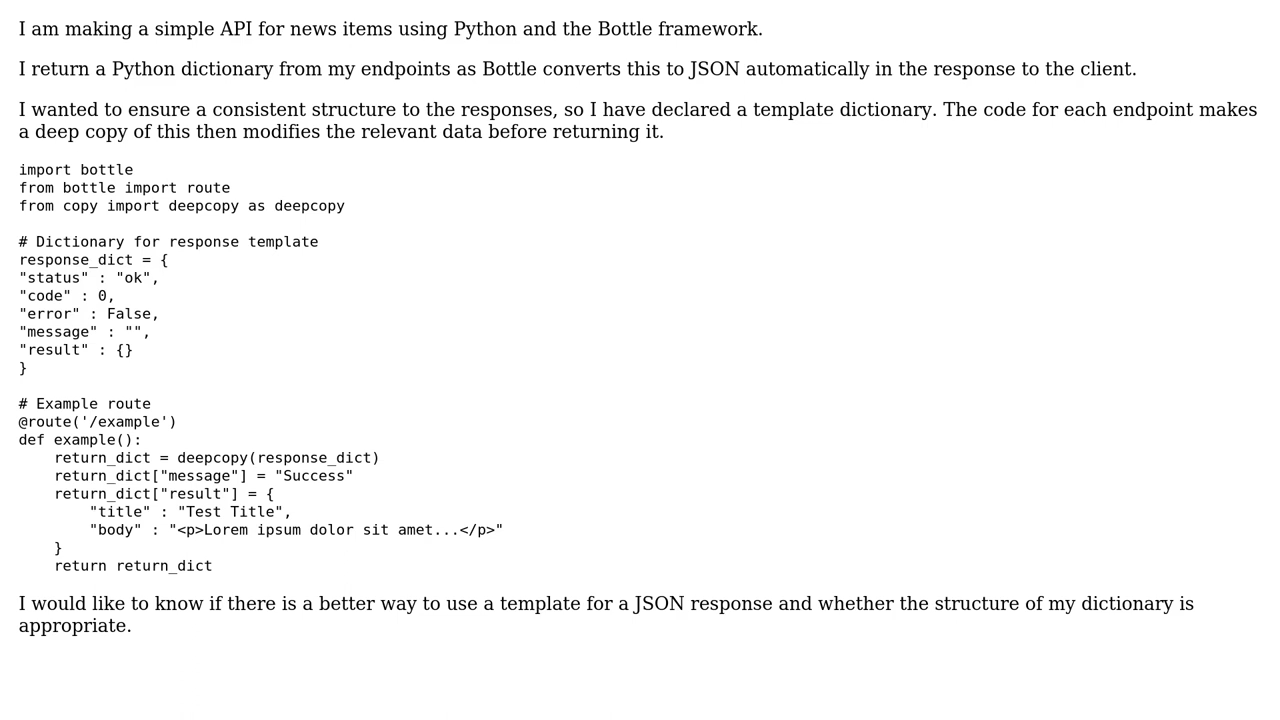 I am making a simple API for news items using Python and the Bottle framework.
I return a Python dictionary from my endpoints as Bottle converts this to JSON automatically in the response to the client.
I wanted to ensure a consistent structure to the responses, so I have declared a template dictionary. The code for each endpoint makes
a deep copy of this then modifies the relevant data before returning it.
import bottle
from bottle import route
from copy import deepcopy as deepcopy
# Dictionary for response template
response_dict = {
"status" : "ok",
"code" : 0,
"error" : False,
"message" : "",
"result" : {}
}
# Example route
@route('/example')
def example():
    return_dict = deepcopy(response_dict)
    return_dict["message"] = "Success"
    return_dict["result"] = {
        "title" : "Test Title",
        "body" : "<p>Lorem ipsum dolor sit amet...</p>"
    }
    return return_dict
I would like to know if there is a better way to use a template for a JSON response and whether the structure of my dictionary is
appropriate.